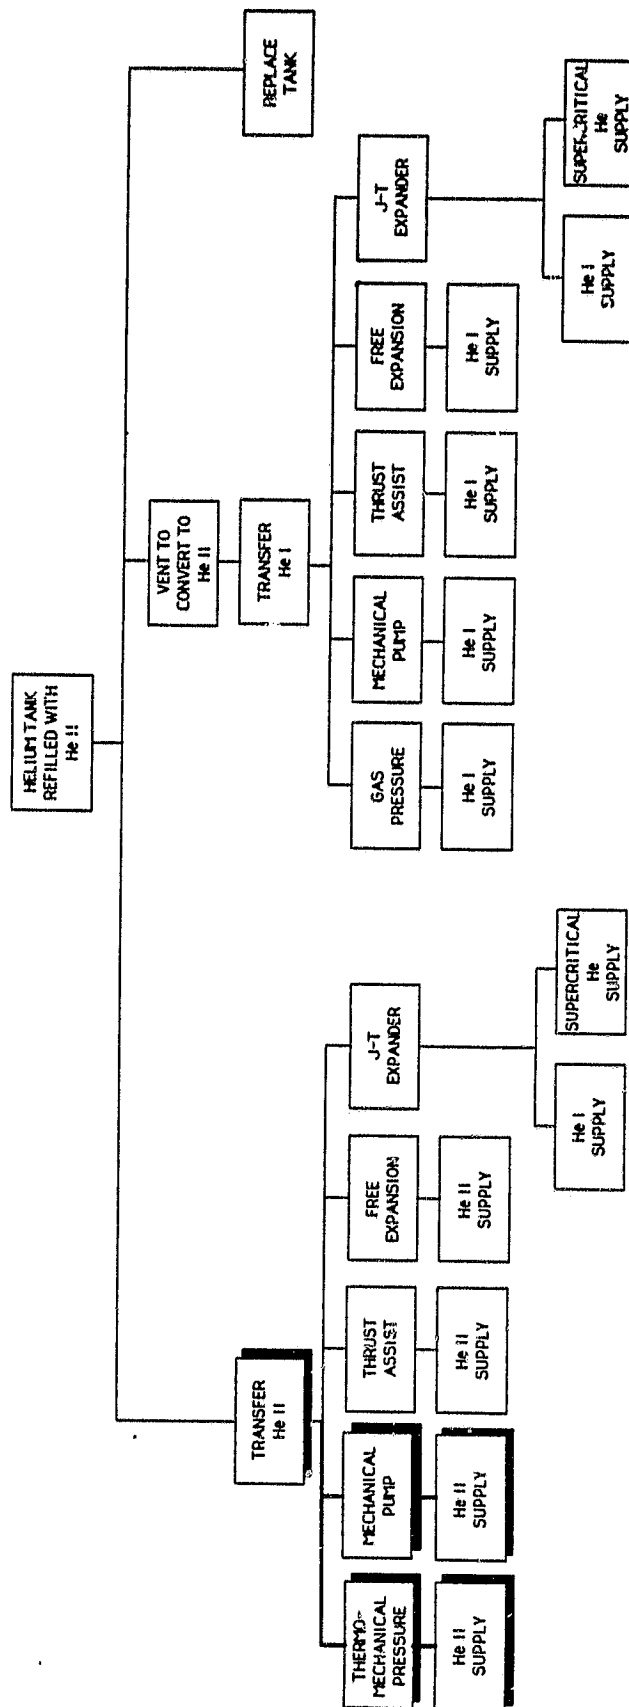 HELIUM TANK
REFILLED WITH
He II
TRANSFER
He II
VENT TO
CONVERT TO
He II
REPLACE
TANK
TRANSFER
He I
THERMO-
MECHANICAL
PRESSURE
MECHANICAL
PUMP
THRUST
ASSIST
FREE
EXPANSION
J-T
EXPANDER
GAS
PRESSURE
MECHANICAL
PUMP
THRUST
ASSIST
FREE
EXPANSION
J-T
EXPANDER
He II
SUPPLY
He II
SUPPLY
He II
SUPPLY
He II
SUPPLY
He I
SUPPLY
He I
SUPPLY
He I
SUPPLY
He I
SUPPLY
He I
SUPPLY
SUPERCRITICAL
He
SUPPLY
He I
SUPPLY
SUPERCRITICAL
He
SUPPLY